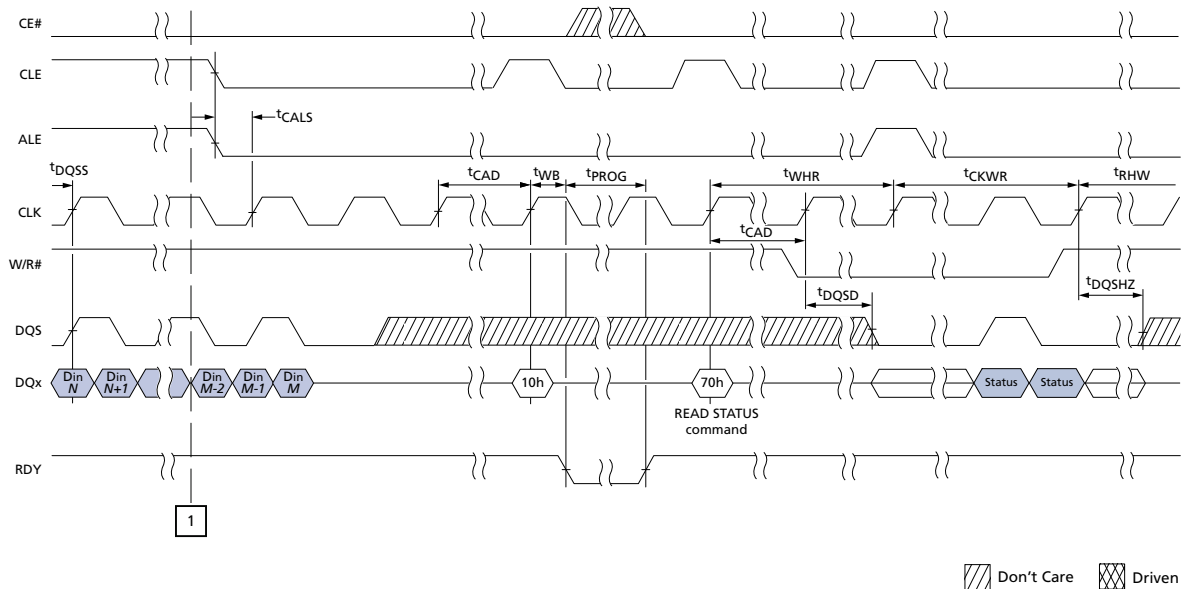 CE#
CLE
tCALS
ALE
tDQSS
tCAD
tWB
tPROG
tWHR
tCKWR
tRHW
CLK
tCAD
W/R#
tDQSD
tDQSHZ
DQS
DQx
Din N
Din N+1
Din M-2
Din M-1
Din M
10h
70h
Status
Status
READ STATUS
command
RDY
1
Don't Care
Driven